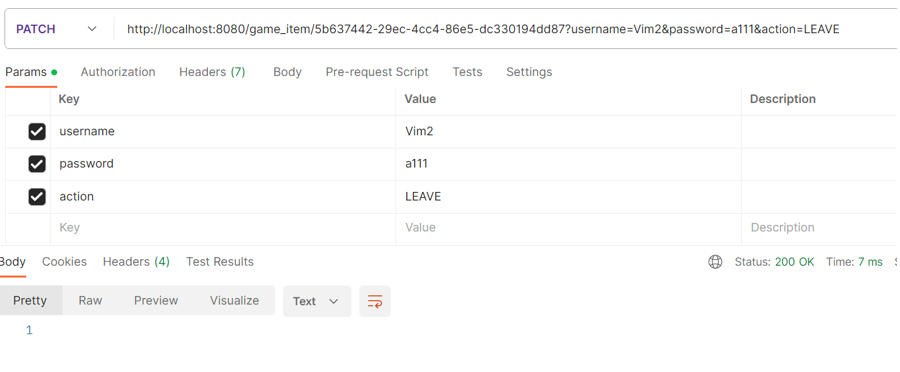 PATCH http://localhost:8080/game_item/5b637442-29ec-4cc4-86e5-dc330194dd87?username=Vim2&password=a111&action=LEAVE
Params Authorization Headers (7) Body Pre-request Script Tests Settings
Key Value Description
username Vim2
password a111
action LEAVE
Key Value Description
Body Cookies Headers (4) Test Results Status: 200 OK Time: 7 ms
Pretty Raw Preview Visualize Text
1